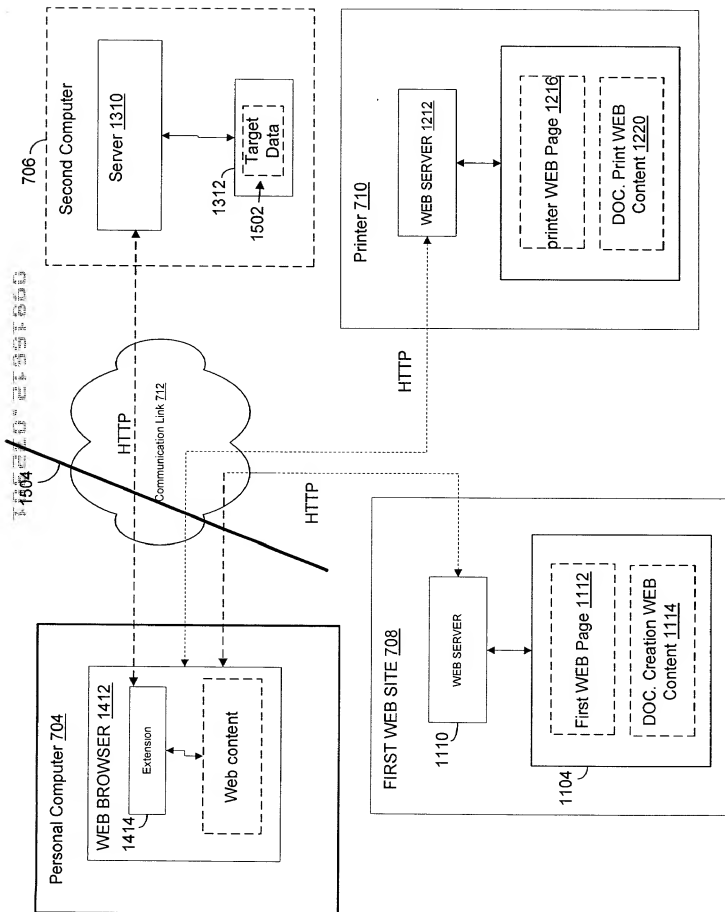 Personal Computer 704
WEB BROWSER 1412
1414
Extension
Web content
1504
HTTP
Communication Link 712
706
Second Computer
Server 1310
1312
Target
Data
1502
FIRST WEB SITE 708
WEB SERVER
1110
First WEB Page 1112
DOC. Creation WEB
Content 1114
1104
HTTP
HTTP
Printer 710
WEB SERVER 1212
printer WEB Page 1216
DOC. Print WEB
Content 1220